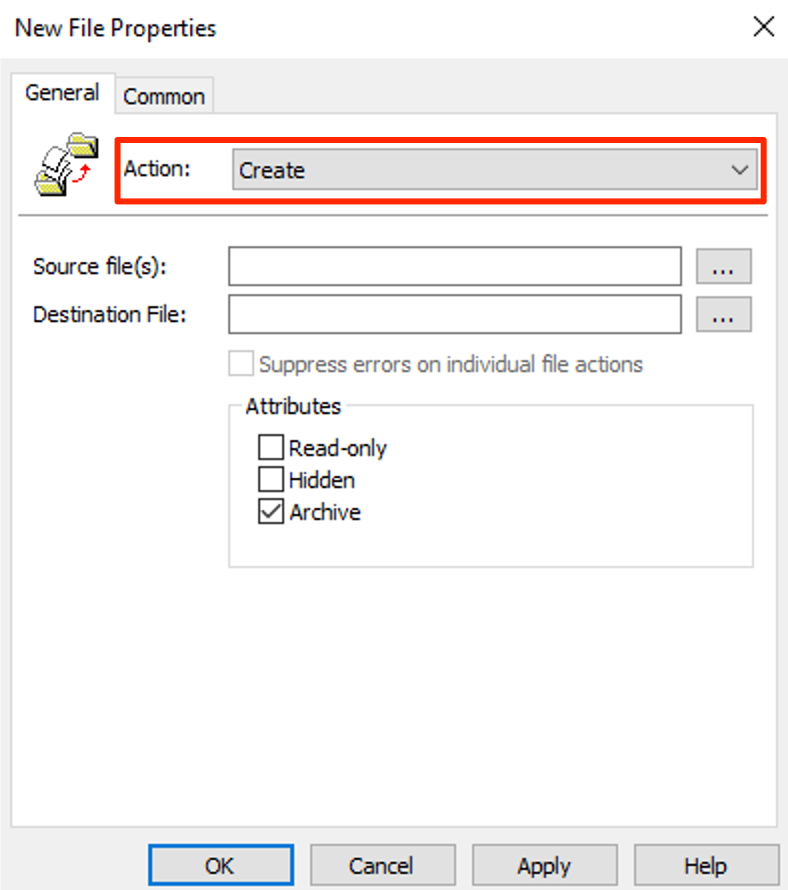 New File Properties
General
Common
Action:
Create
Source file(s):
...
Destination File:
...
Suppress errors on individual file actions
Attributes
Read-only
Hidden
Archive
OK
Cancel
Apply
Help